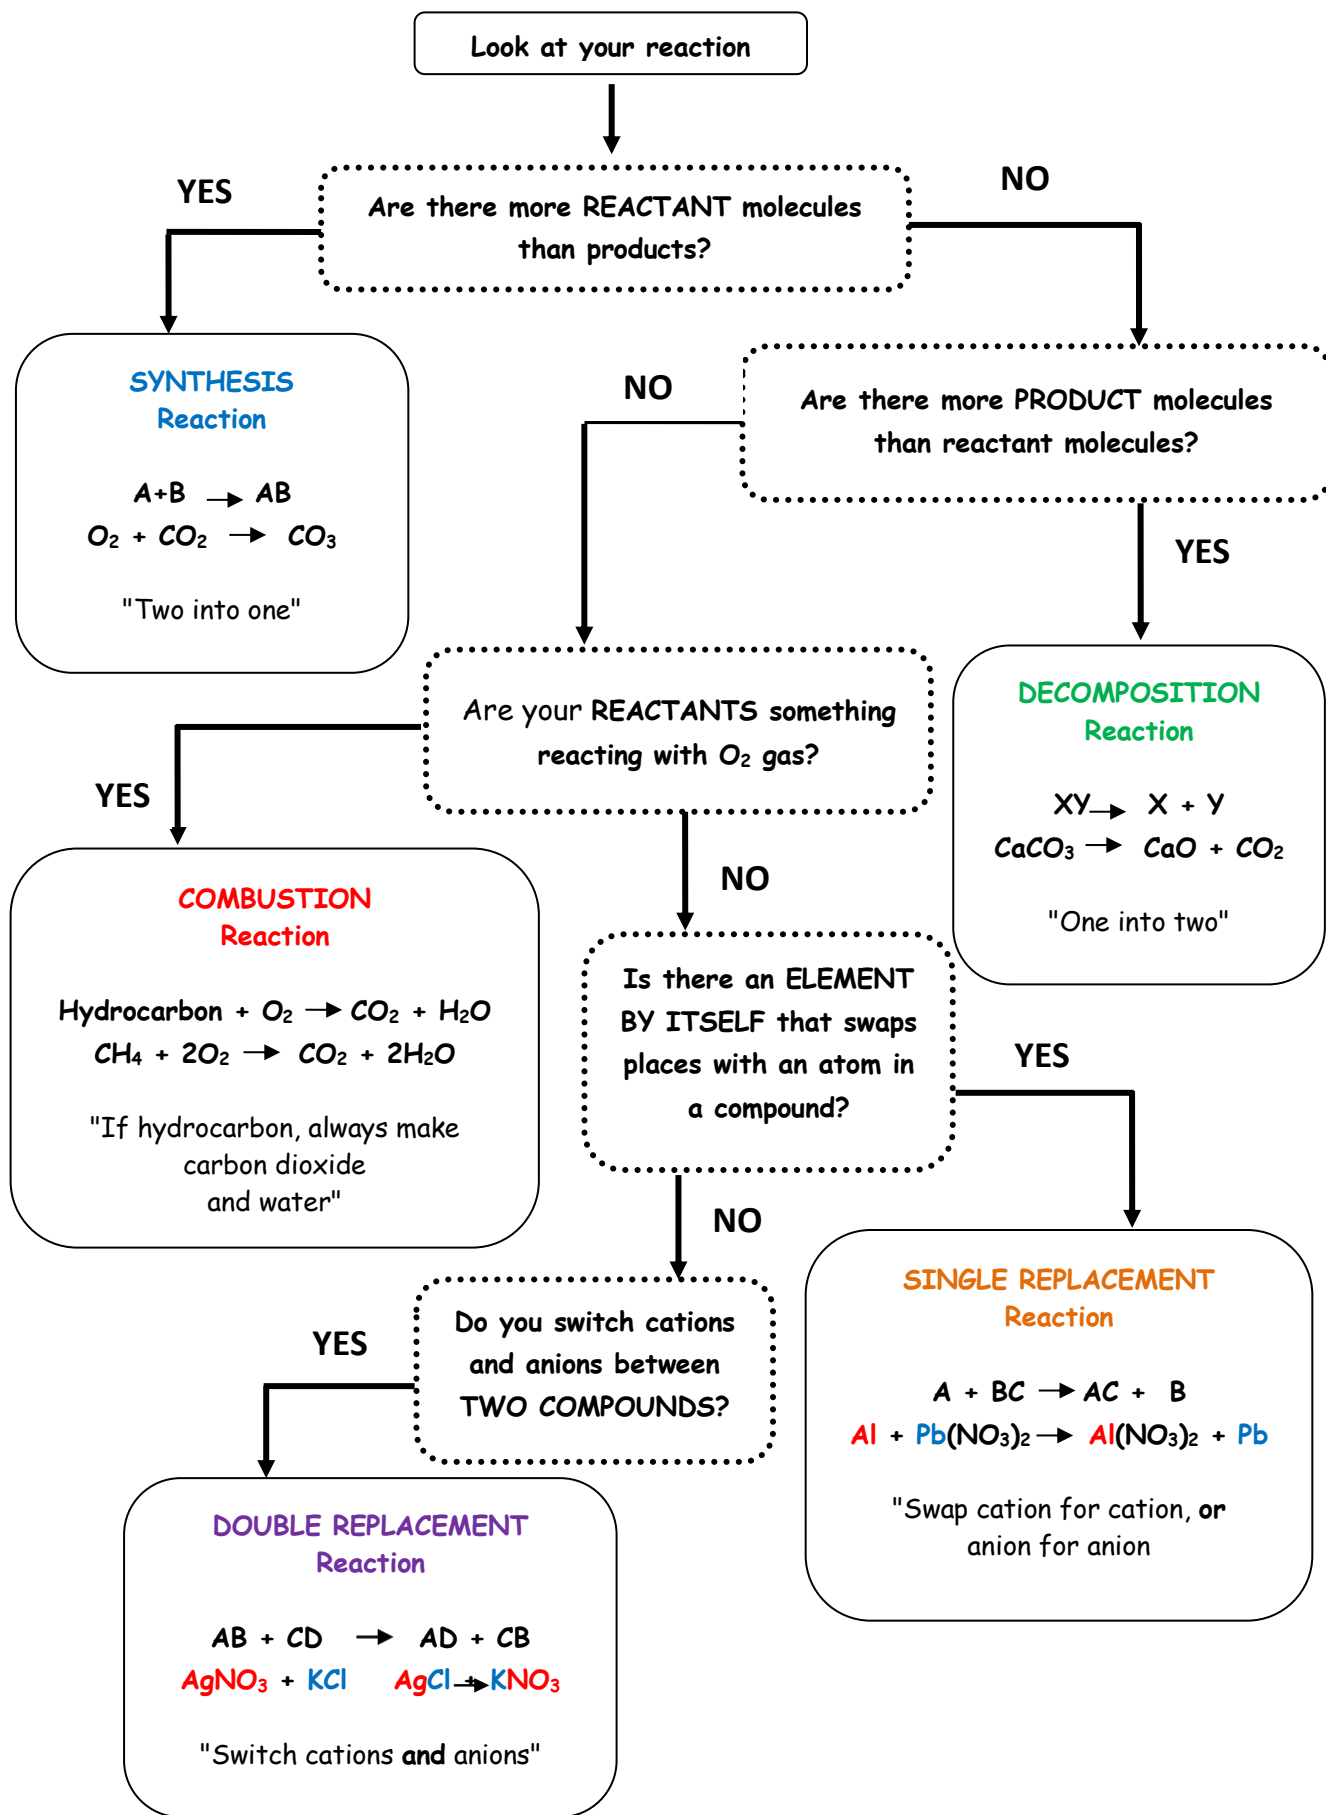 Look at your reaction
YES
NO
Are there more REACTANT molecules
than products?
SYNTHESIS
Reaction
A+B → AB
O₂ + CO₂ → CO₃
"Two into one"
NO
Are there more PRODUCT molecules
than reactant molecules?
YES
Are your REACTANTS something
reacting with O₂ gas?
DECOMPOSITION
Reaction
XY → X + Y
CaCO₃ → CaO + CO₂
"One into two"
YES
NO
COMBUSTION
Reaction
Hydrocarbon + O₂ → CO₂ + H₂O
CH₄ + 2O₂ → CO₂ + 2H₂O
"If hydrocarbon, always make
carbon dioxide
and water"
Is there an ELEMENT
BY ITSELF that swaps
places with an atom in
a compound?
YES
NO
SINGLE REPLACEMENT
Reaction
A + BC → AC + B
Al + Pb(NO₃)₂ → Al(NO₃)₂ + Pb
"Swap cation for cation, or
anion for anion
Do you switch cations
and anions between
TWO COMPOUNDS?
YES
DOUBLE REPLACEMENT
Reaction
AB + CD → AD + CB
AgNO₃ + KCl AgCl +→ KNO₃
"Switch cations and anions"